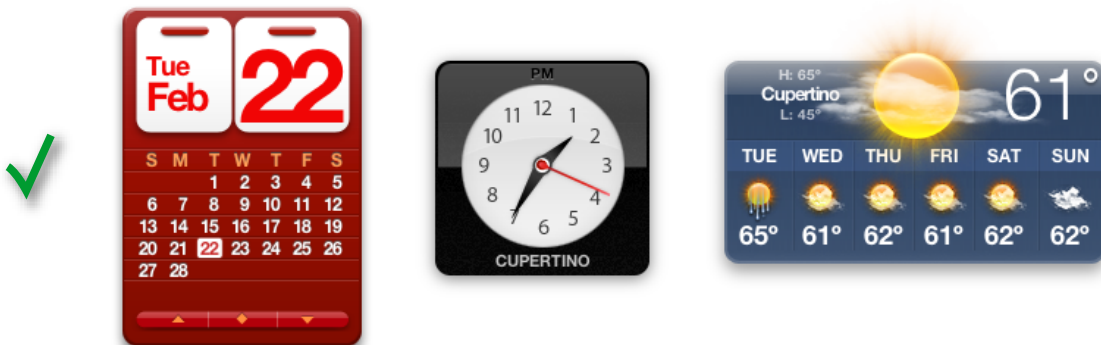 Tue
Feb
22
S M T W T F S
1 2 3 4 5
6 7 8 9 10 11 12
13 14 15 16 17 18 19
20 21 22 23 24 25 26
27 28
PM
12
1
2
3
4
5
6
7
8
9
10
11
CUPERTINO
H: 65°
Cupertino
L: 45°
61°
TUE WED THU FRI SAT SUN
65° 61° 62° 61° 62° 62°